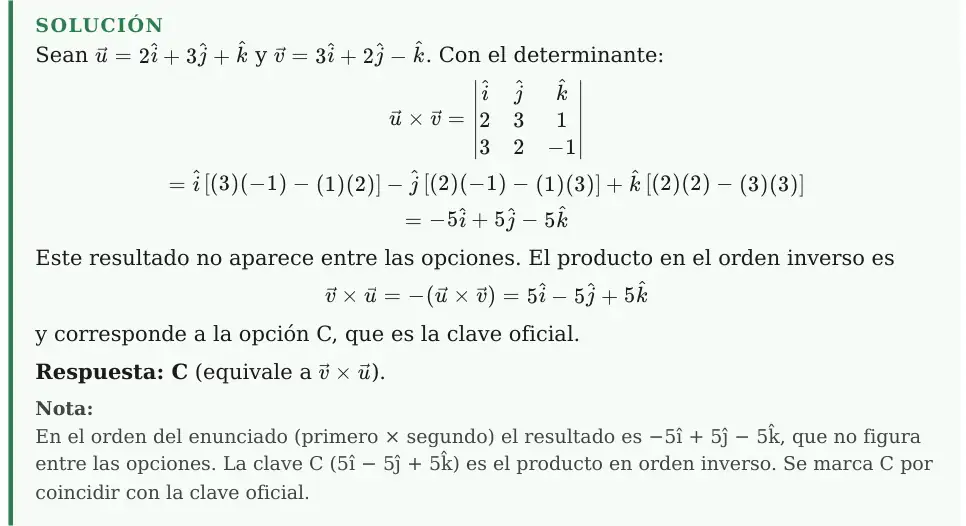 SOLUCIÓN
Sean u⃗ = 2î + 3ĵ + k̂ y v⃗ = 3î + 2ĵ − k̂. Con el determinante:
u⃗ × v⃗ = |î ĵ k̂|
|2 3 1|
|3 2 −1|
= î [(3)(−1) − (1)(2)] − ĵ [(2)(−1) − (1)(3)] + k̂ [(2)(2) − (3)(3)]
= −5î + 5ĵ − 5k̂
Este resultado no aparece entre las opciones. El producto en el orden inverso es
v⃗ × u⃗ = −(u⃗ × v⃗) = 5î − 5ĵ + 5k̂
y corresponde a la opción C, que es la clave oficial.
Respuesta: C (equivale a v⃗ × u⃗).
Nota:
En el orden del enunciado (primero × segundo) el resultado es −5î + 5ĵ − 5k̂, que no figura
entre las opciones. La clave C (5î − 5ĵ + 5k̂) es el producto en orden inverso. Se marca C por
coincidir con la clave oficial.